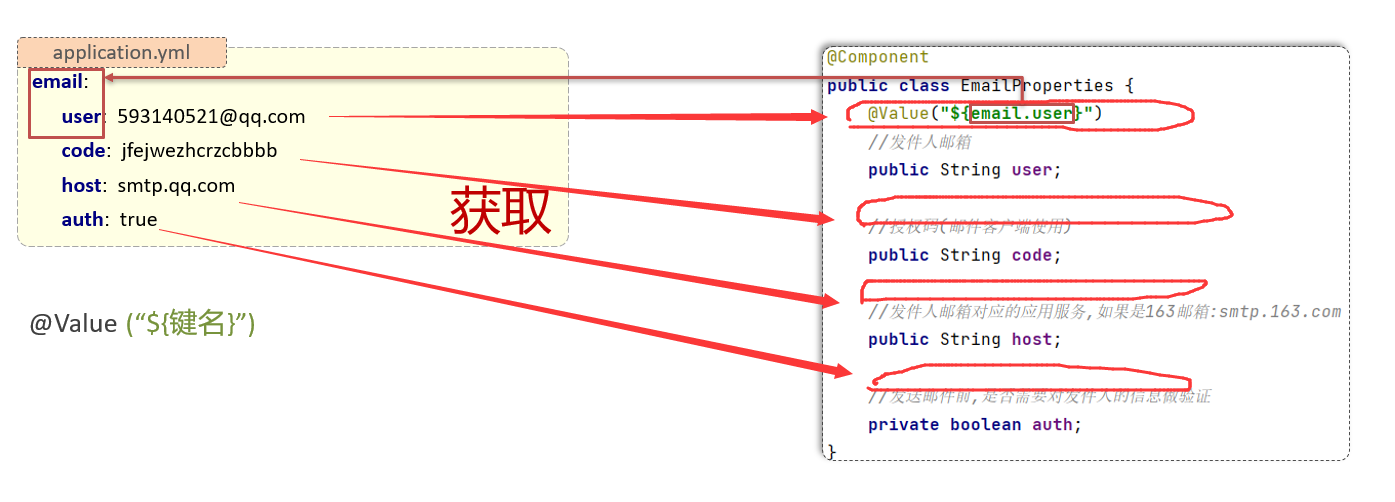 application.yml
email:
user: 593140521@qq.com
code: jfejwezhcrzcbbbb
host: smtp.qq.com
auth: true
获取
@Value (“${键名}”)
@Component
public class EmailProperties {
@Value("${email.user}")
//发件人邮箱
public String user;
//授权码(邮件客户端使用)
public String code;
//发件人邮箱对应的应用服务,如果是163邮箱:smtp.163.com
public String host;
//发送邮件前,是否需要对发件人的信息做验证
private boolean auth;
}